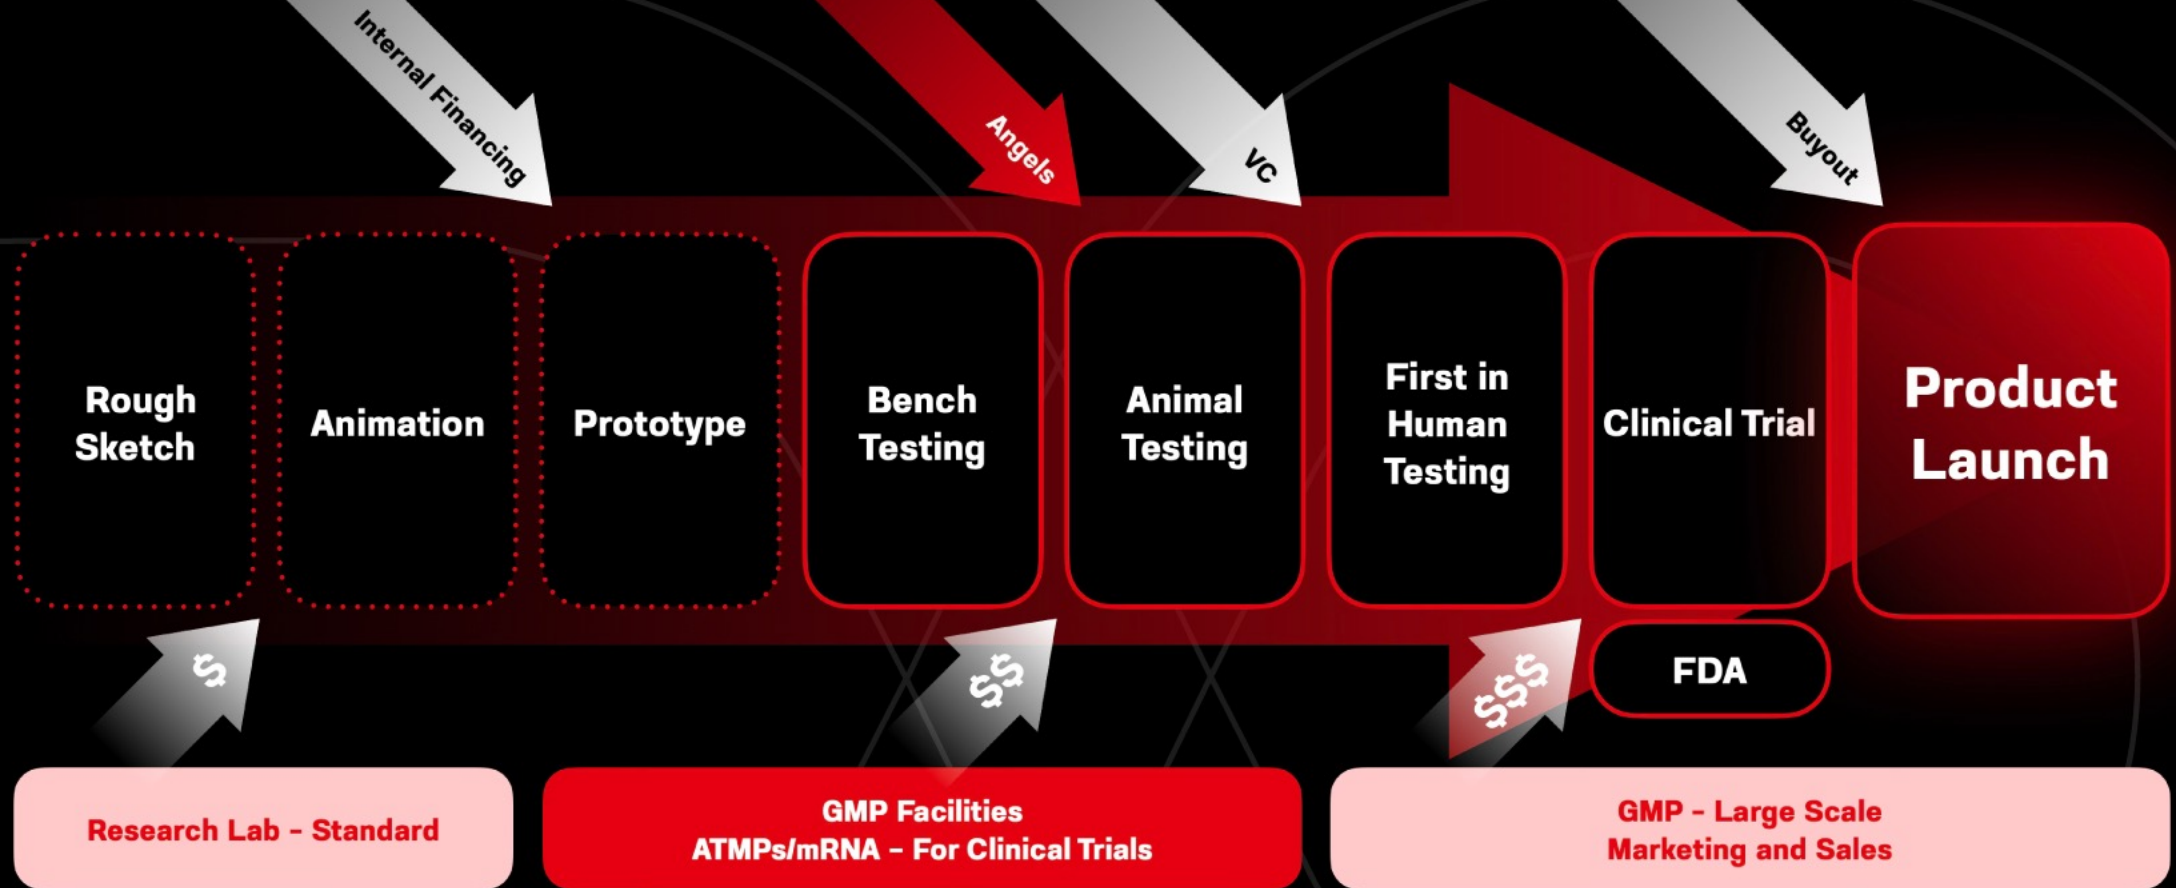 Internal Financing
Angels
VC
Buyout
Rough
Sketch
Animation
Prototype
Bench
Testing
Animal
Testing
First in
Human
Testing
Clinical Trial
Product
Launch
$
$$
$$$
FDA
Research Lab – Standard
GMP Facilities
ATMPs/mRNA – For Clinical Trials
GMP – Large Scale
Marketing and Sales